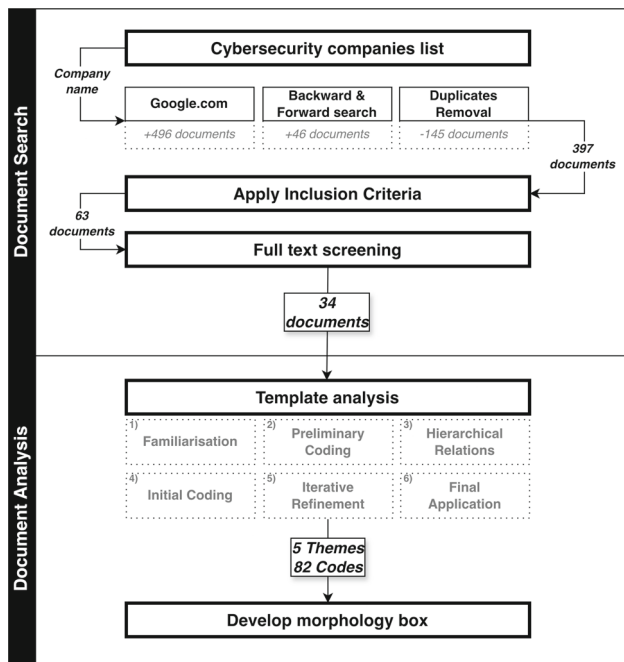 Document Search
Cybersecurity companies list
Company
name
Google.com
+496 documents
Backward &
Forward search
+46 documents
Duplicates
Removal
-145 documents
397
documents
Apply Inclusion Criteria
63
documents
Full text screening
34
documents
Document Analysis
Template analysis
1)
Familiarisation
2)
Preliminary
Coding
3)
Hierarchical
Relations
4)
Initial Coding
5)
Iterative
Refinement
6)
Final
Application
5 Themes
82 Codes
Develop morphology box